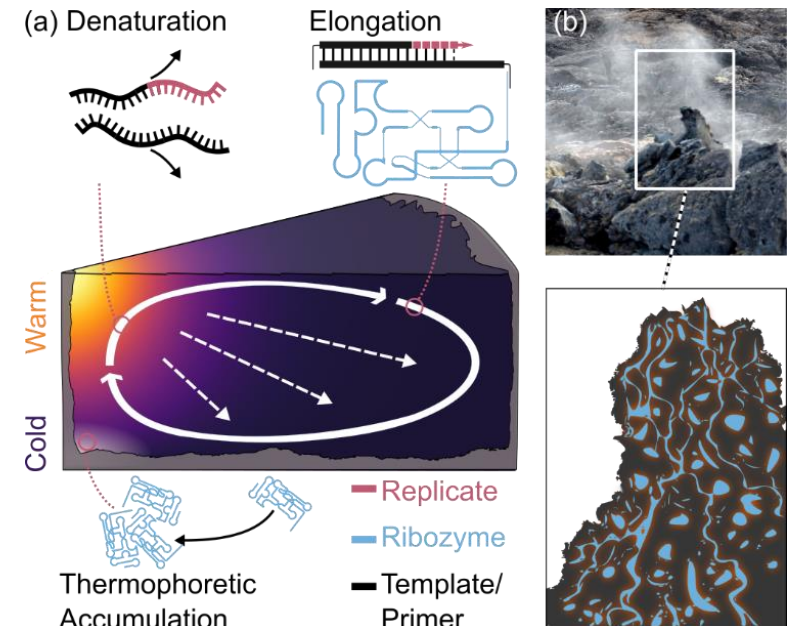 (a) Denaturation
Elongation
(b)
Warm
Cold
Replicate
Ribozyme
Template/
Primer
Thermophoretic
Accumulation